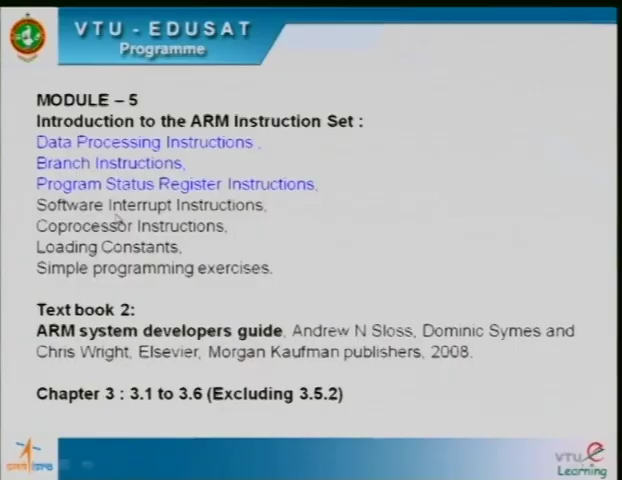 VTU - EDUSAT
Programme
MODULE – 5
Introduction to the ARM Instruction Set :
Data Processing Instructions ,
Branch Instructions,
Program Status Register Instructions,
Software Interrupt Instructions,
Coprocessor Instructions,
Loading Constants,
Simple programming exercises.
Text book 2:
ARM system developers guide, Andrew N Sloss, Dominic Symes and
Chris Wright, Elsevier, Morgan Kaufman publishers, 2008.
Chapter 3 : 3.1 to 3.6 (Excluding 3.5.2)
VTU e
Learning